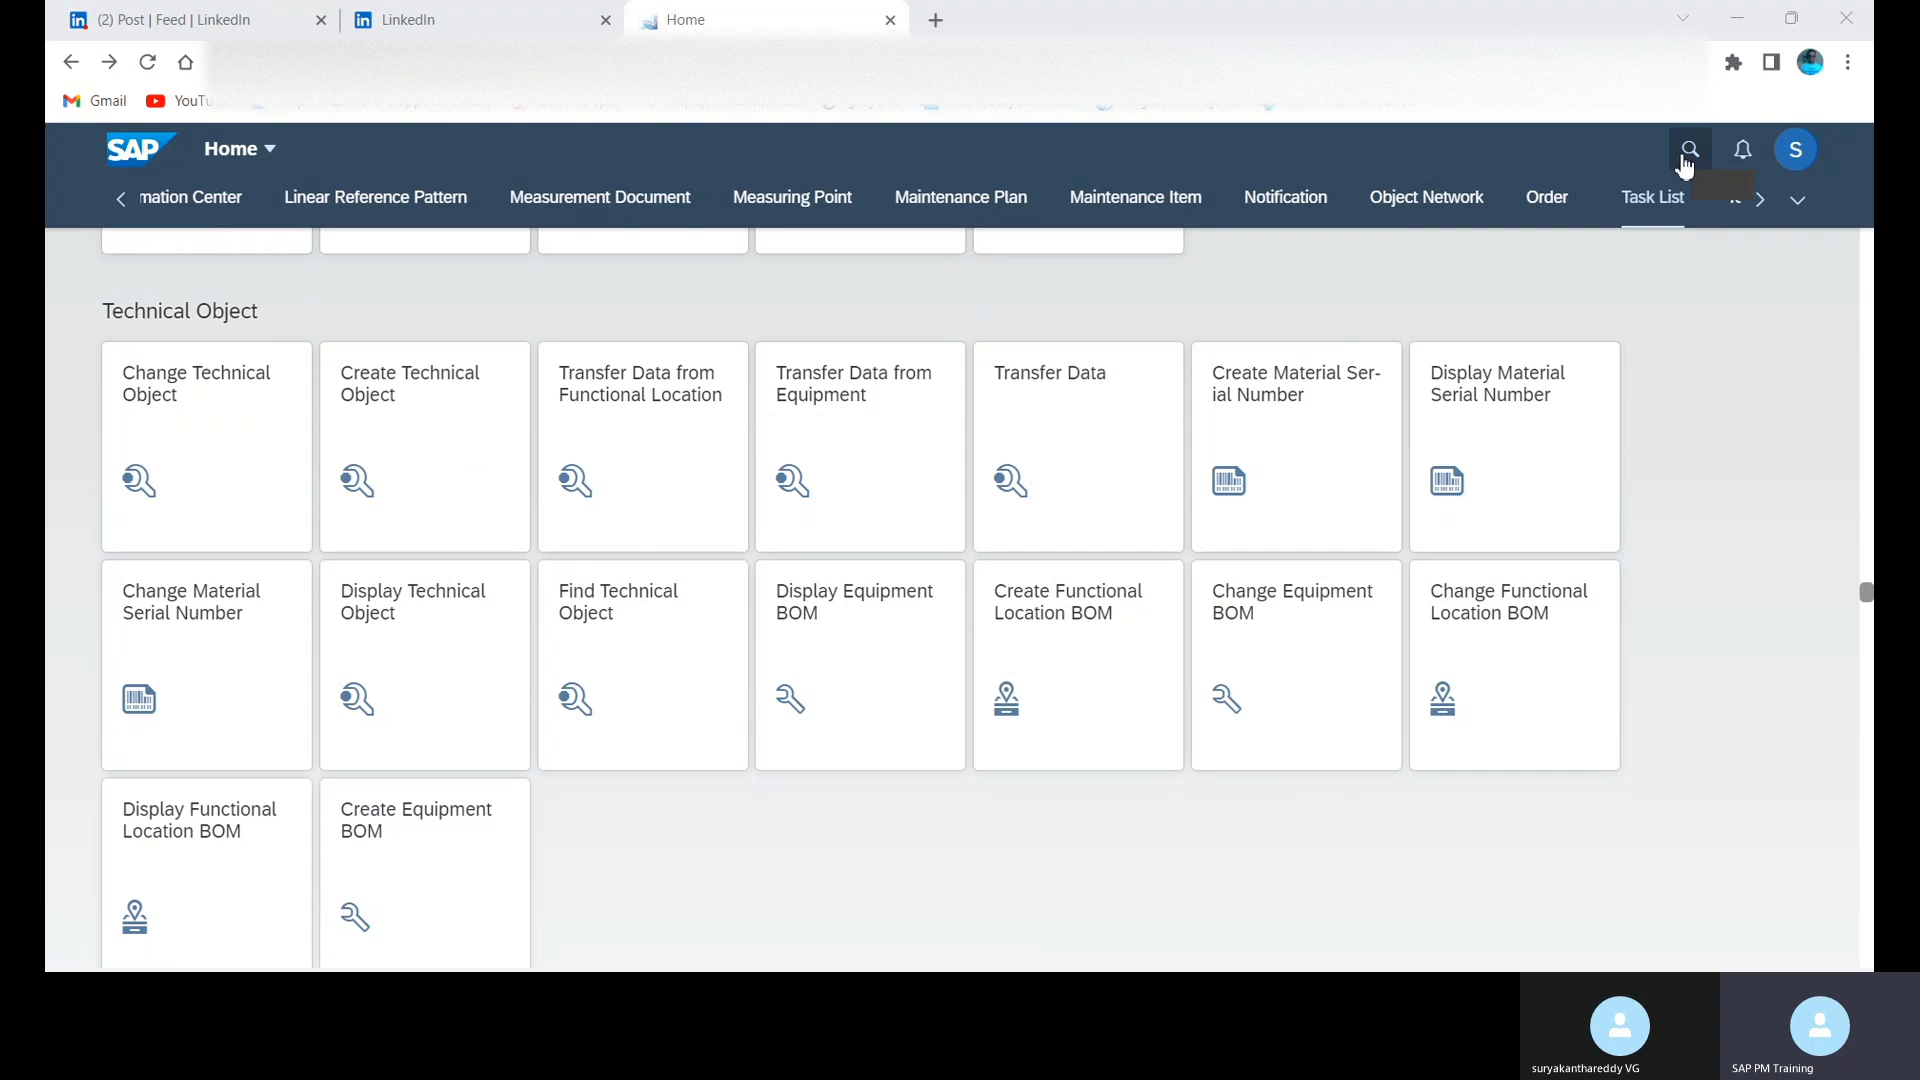 (2) Post | Feed | LinkedIn
LinkedIn
Home
Gmail
YouTu
SAP
Home
S
mation Center
Linear Reference Pattern
Measurement Document
Measuring Point
Maintenance Plan
Maintenance Item
Notification
Object Network
Order
Task List
Technical Object
Change Technical
Object
Create Technical
Object
Transfer Data from
Functional Location
Transfer Data from
Equipment
Transfer Data
Create Material Ser-
ial Number
Display Material
Serial Number
Change Material
Serial Number
Display Technical
Object
Find Technical
Object
Display Equipment
BOM
Create Functional
Location BOM
Change Equipment
BOM
Change Functional
Location BOM
Display Functional
Location BOM
Create Equipment
BOM
suryakanthareddy VG
SAP PM Training